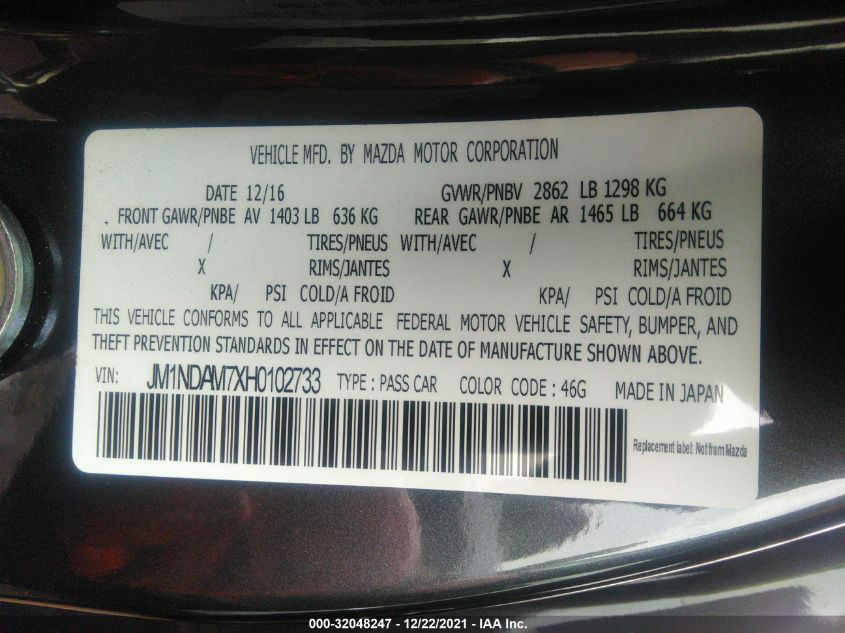 VEHICLE MFD. BY MAZDA MOTOR CORPORATION
DATE 12/16 GVWR/PNBV 2862 LB 1298 KG
FRONT GAWR/PNBE AV 1403 LB 636 KG REAR GAWR/PNBE AR 1465 LB 664 KG
WITH/AVEC / TIRES/PNEUS WITH/AVEC / TIRES/PNEUS
X RIMS/JANTES X RIMS/JANTES
KPA/ PSI COLD/A FROID KPA/ PSI COLD/A FROID
THIS VEHICLE CONFORMS TO ALL APPLICABLE FEDERAL MOTOR VEHICLE SAFETY, BUMPER, AND
THEFT PREVENTION STANDARDS IN EFFECT ON THE DATE OF MANUFACTURE SHOWN ABOVE.
VIN: JM1NDAM7XH0102733 TYPE : PASS CAR COLOR CODE : 46G MADE IN JAPAN
Replacement label: Not from Mazda
000-32048247 - 12/22/2021 - IAA Inc.